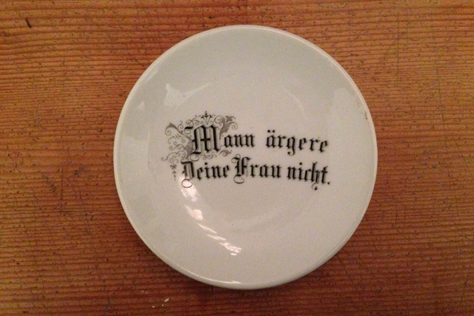 Mann ärgere
Deine Frau nicht.